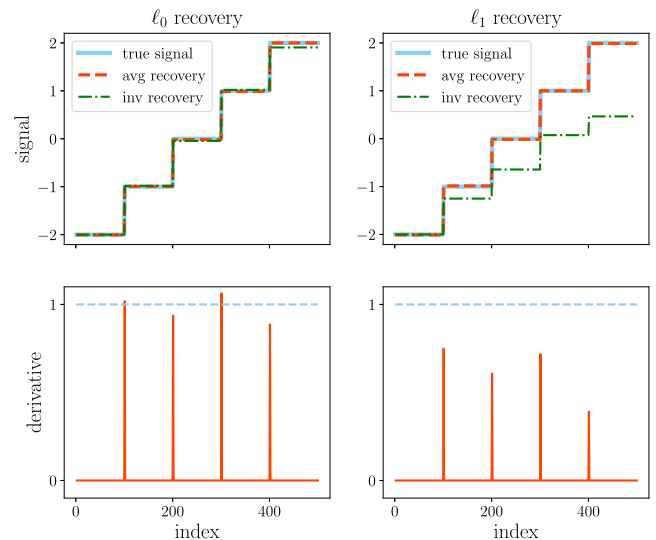 ℓ₀ recovery
ℓ₁ recovery
signal
2
1
0
−1
−2
true signal
avg recovery
inv recovery
2
1
0
−1
−2
true signal
avg recovery
inv recovery
derivative
1
0
0
200
400
index
1
0
0
200
400
index